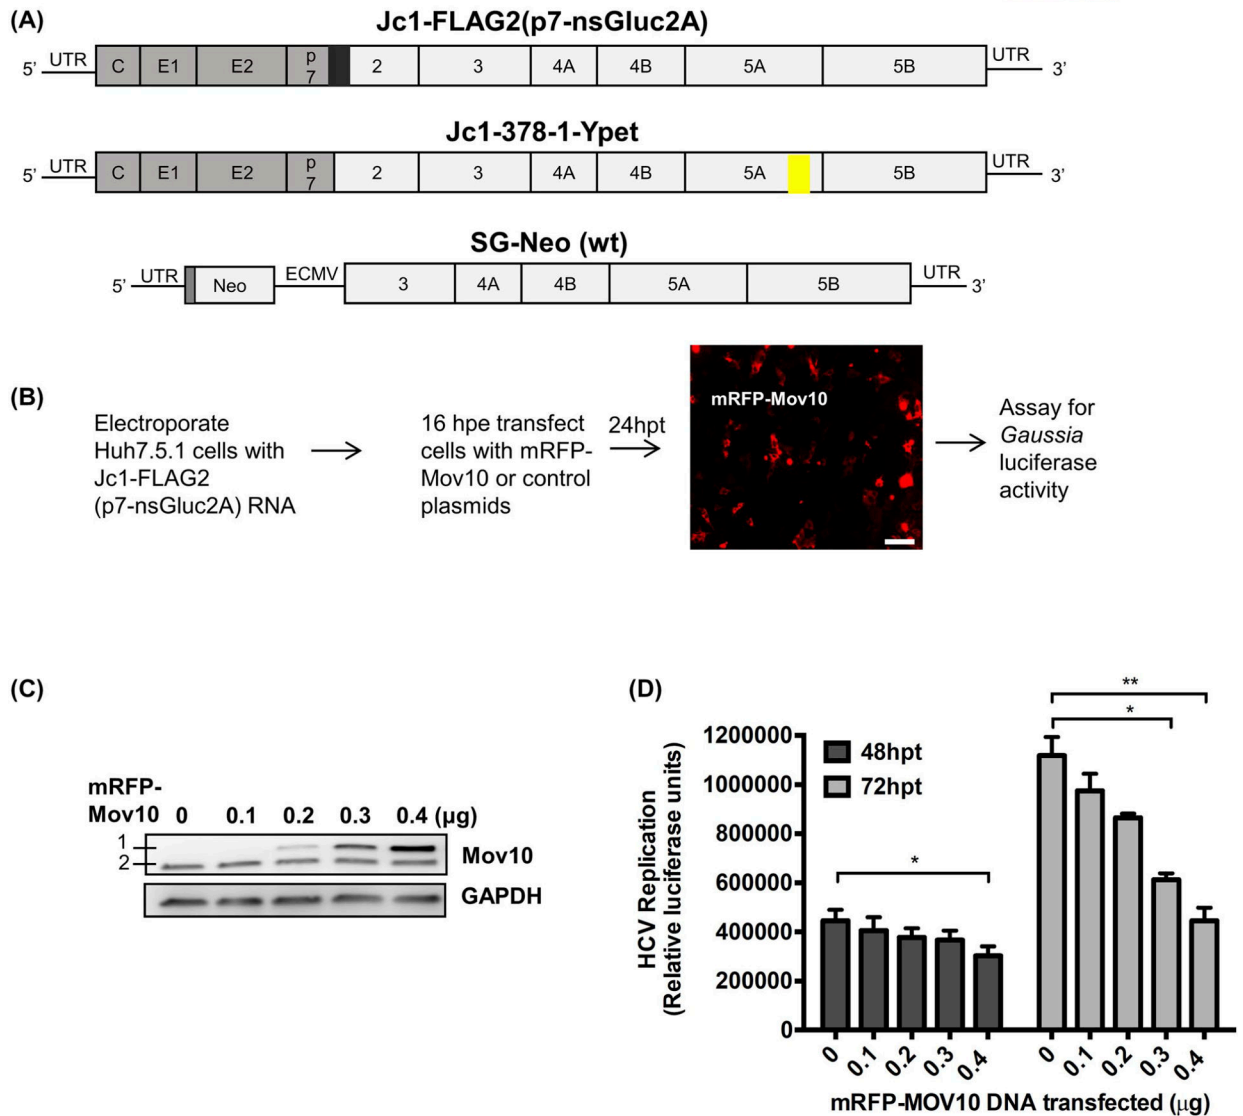 (A)
Jc1-FLAG2(p7-nsGluc2A)
5' UTR C E1 E2 p 7 2 3 4A 4B 5A 5B UTR 3'
Jc1-378-1-Ypet
5' UTR C E1 E2 p 7 2 3 4A 4B 5A 5B UTR 3'
SG-Neo (wt)
5' UTR Neo ECMV 3 4A 4B 5A 5B UTR 3'
(B)
Electroporate
Huh7.5.1 cells with
Jc1-FLAG2
(p7-nsGluc2A) RNA
16 hpe transfect
cells with mRFP-
Mov10 or control
plasmids
24hpt
mRFP-Mov10
Assay for
Gaussia
luciferase
activity
(C)
mRFP-
Mov10 0 0.1 0.2 0.3 0.4 (µg)
1
2
Mov10
GAPDH
(D)
HCV Replication
(Relative luciferase units)
1200000
1000000
800000
600000
400000
200000
0
48hpt
72hpt
*
**
*
0 0.1 0.2 0.3 0.4 0 0.1 0.2 0.3 0.4
mRFP-MOV10 DNA transfected (µg)